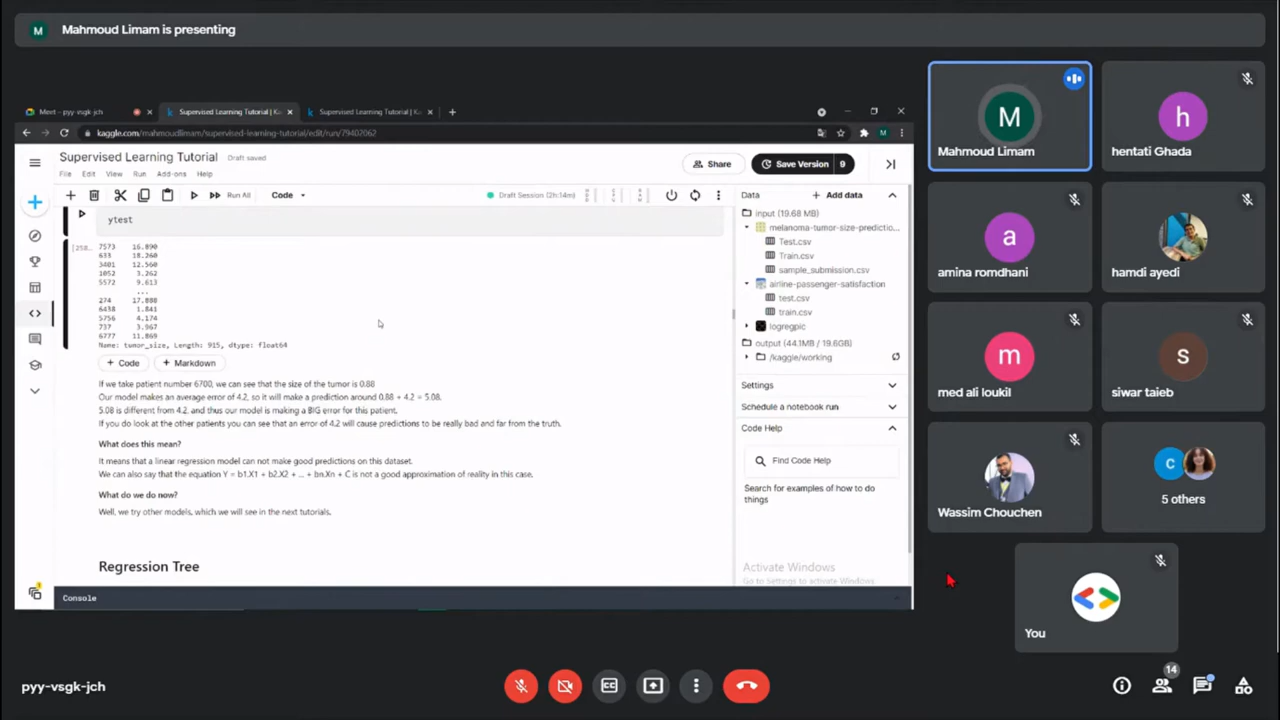 M
Mahmoud Limam is presenting
Meet – pyy-vsgk-jch
Supervised Learning Tutorial | Ka
Supervised Learning Tutorial | K
kaggle.com/mahmoudlimam/supervised-learning-tutorial/edit/run/79402062
M
Supervised Learning Tutorial
Draft saved
File Edit View Run Add-ons Help
Share
Save Version
9
Run All
Code
Draft Session (2h:14m)
Data
Add data
ytest
input (19.68 MB)
melanoma-tumor-size-predictio...
Test.csv
Train.csv
sample_submission.csv
airline-passenger-satisfaction
test.csv
train.csv
logregpic
output (44.1MB / 19.6GB)
/kaggle/working
Settings
Schedule a notebook run
Code Help
Find Code Help
Search for examples of how to do
things
7573 16.890
633 18.260
3401 12.560
1052 3.262
5572 9.613
...
274 17.888
6438 1.841
5756 4.174
737 3.967
6777 11.869
Name: tumor_size, Length: 915, dtype: float64
+ Code
+ Markdown
If we take patient number 6700, we can see that the size of the tumor is 0.88
Our model makes an average error of 4.2, so it will make a prediction around 0.88 + 4.2 = 5.08.
5.08 is different from 4.2, and thus our model is making a BIG error for this patient.
If you do look at the other patients you can see that an error of 4.2 will cause predictions to be really bad and far from the truth.
What does this mean?
It means that a linear regression model can not make good predictions on this dataset.
We can also say that the equation Y = b1.X1 + b2.X2 + ... + bn.Xn + C is not a good approximation of reality in this case.
What do we do now?
Well, we try other models, which we will see in the next tutorials.
Regression Tree
Activate Windows
Go to Settings to activate Windows.
Console
M
Mahmoud Limam
h
hentati Ghada
a
amina romdhani
hamdi ayedi
m
med ali loukil
s
siwar taieb
Wassim Chouchen
c
5 others
You
pyy-vsgk-jch
CC
14